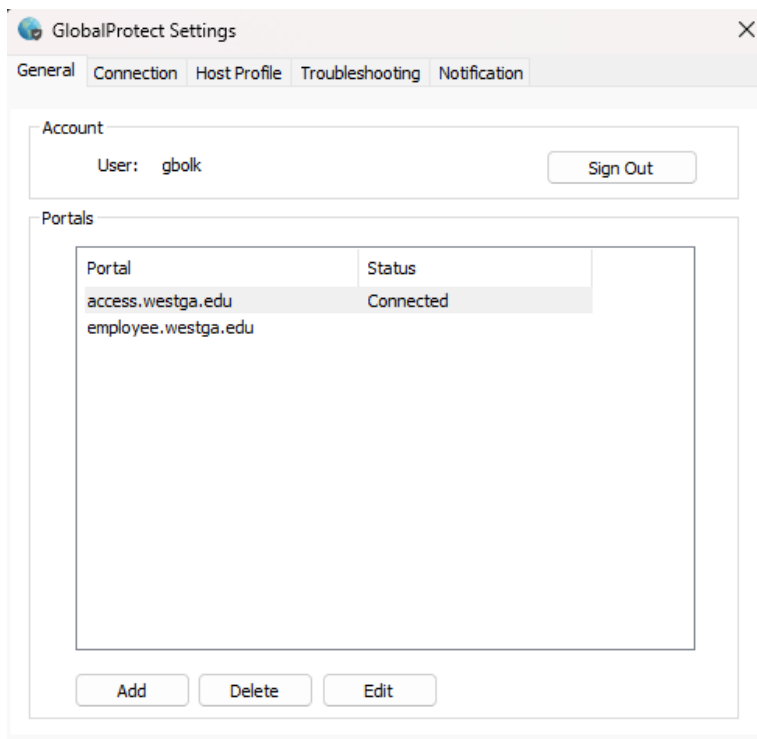 GlobalProtect Settings
General Connection Host Profile Troubleshooting Notification
Account
User: gbolk Sign Out
Portals
Portal Status
access.westga.edu Connected
employee.westga.edu
Add Delete Edit